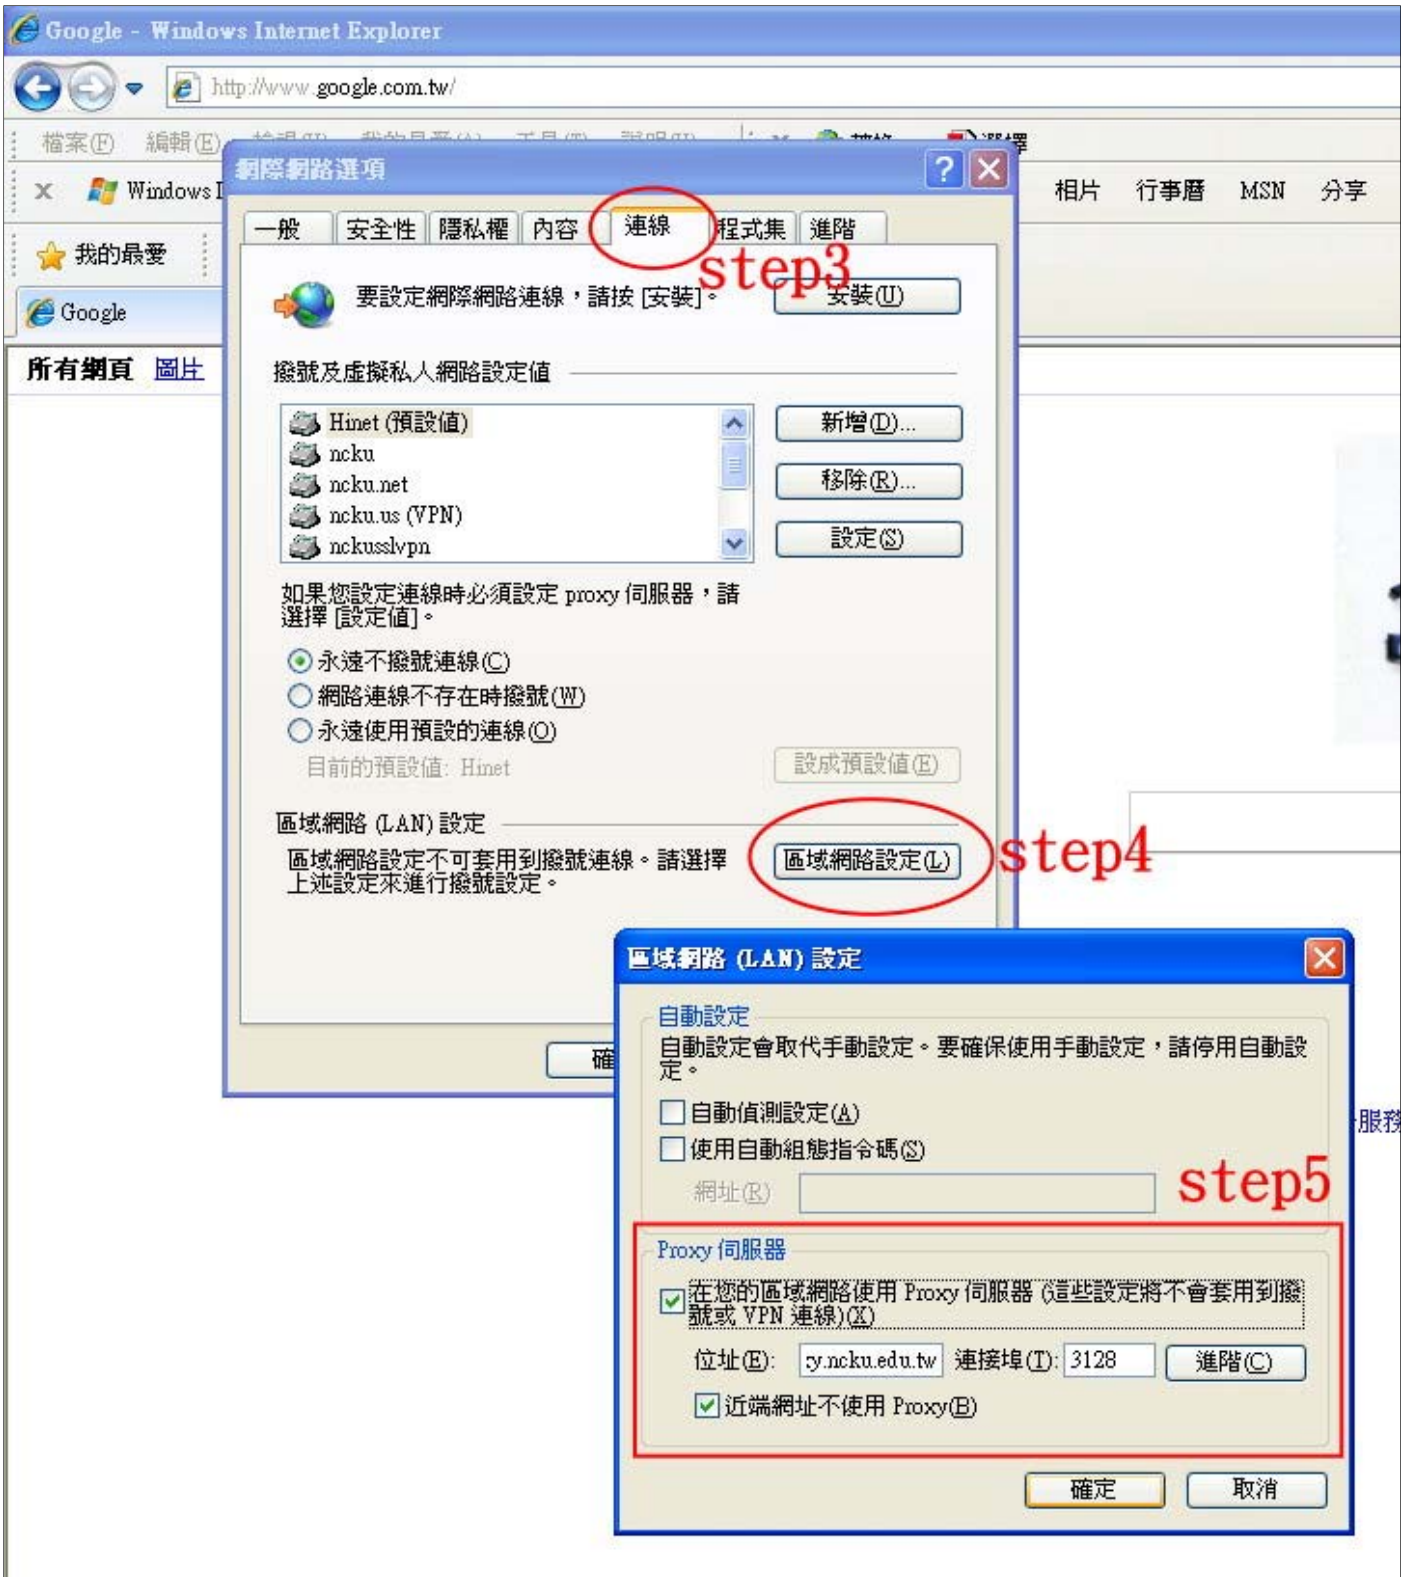 Google - Windows Internet Explorer
http://www.google.com.tw/
檔案(F) 編輯(E)
選擇
X Windows
相片 行事曆 MSN 分享
我的最愛
Google
所有網頁 圖片
網際網路選項
一般 安全性 隱私權 內容 連線 程式集 進階
step3
要設定網際網路連線，請按 [安裝]。 安裝(U)
撥號及虛擬私人網路設定值
Hinet (預設值) 新增(D)...
ncku
ncku.net 移除(R)...
ncku.us (VPN)
nckusslvpn 設定(S)
如果您設定連線時必須設定 proxy 伺服器，請
選擇 [設定值]。
永遠不撥號連線(C)
網路連線不存在時撥號(W)
永遠使用預設的連線(O)
目前的預設值: Hinet 設成預設值(E)
區域網路 (LAN) 設定
區域網路設定不可套用到撥號連線。請選擇
上述設定來進行撥號設定。
區域網路設定(L) step4
確
服務
區域網路 (LAN) 設定
自動設定
自動設定會取代手動設定。要確保使用手動設定，請停用自動設
定。
自動偵測設定(A)
使用自動組態指令碼(S)
網址(R)
step5
Proxy 伺服器
在您的區域網路使用 Proxy 伺服器 (這些設定將不會套用到撥
號或 VPN 連線)(X)
位址(E): y.ncku.edu.tw 連接埠(T): 3128 進階(C)
近端網址不使用 Proxy(B)
確定 取消